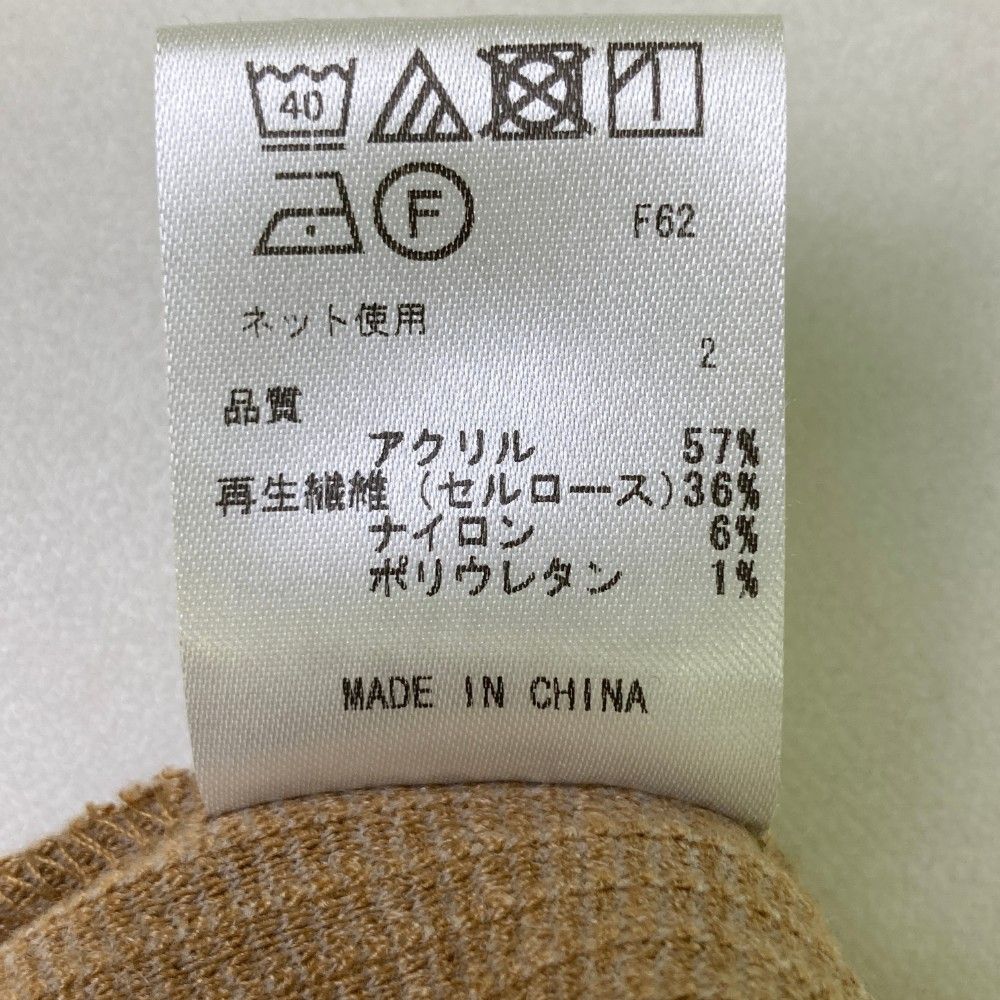 40
F F62
ネット使用
2
品質
アクリル 57%
再生繊維(セルロース)36%
ナイロン 6%
ポリウレタン 1%
MADE IN CHINA